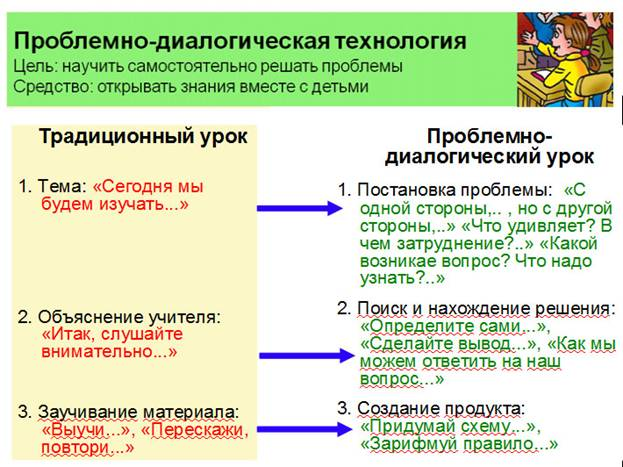 Проблемно-диалогическая технология
Цель: научить самостоятельно решать проблемы
Средство: открывать знания вместе с детьми
Традиционный урок
1. Тема: «Сегодня мы
будем изучать...»
2. Объяснение учителя:
«Итак, слушайте
внимательно...»
3. Заучивание материала:
«Выучи...», «Перескажи,
повтори...»
Проблемно-
диалогический урок
1. Постановка проблемы: «С
одной стороны,.. , но с другой
стороны,..» «Что удивляет? В
чем затруднение?..» «Какой
возникае вопрос? Что надо
узнать?..»
2. Поиск и нахождение решения:
«Определите сами...»,
«Сделайте вывод...», «Как мы
можем ответить на наш
вопрос...»
3. Создание продукта:
«Придумай схему...»,
«Зарифмуй правило...»